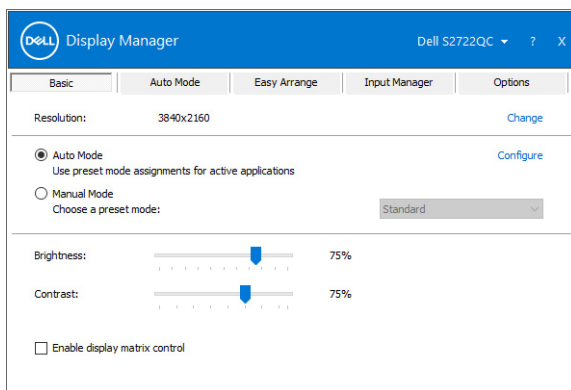 DELL Display Manager Dell S2722QC ? X
Basic Auto Mode Easy Arrange Input Manager Options
Resolution: 3840x2160 Change
Auto Mode Configure
Use preset mode assignments for active applications
Manual Mode
Choose a preset mode: Standard
Brightness: 75%
Contrast: 75%
Enable display matrix control